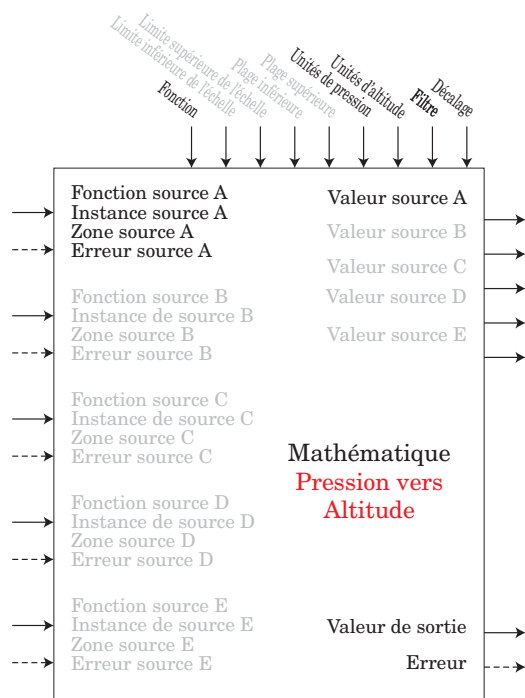 Fonction
Limite inférieure de l'échelle
Limite supérieure de l'échelle
Plage inférieure
Plage supérieure
Unités de pression
Unités d'altitude
Filtre
Décalage
Fonction source A
Instance source A
Zone source A
Erreur source A
Fonction source B
Instance de source B
Zone source B
Erreur source B
Fonction source C
Instance de source C
Zone source C
Erreur source C
Fonction source D
Instance de source D
Zone source D
Erreur source D
Fonction source E
Instance de source E
Zone source E
Erreur source E
Valeur source A
Valeur source B
Valeur source C
Valeur source D
Valeur source E
Mathématique
Pression vers
Altitude
Valeur de sortie
Erreur